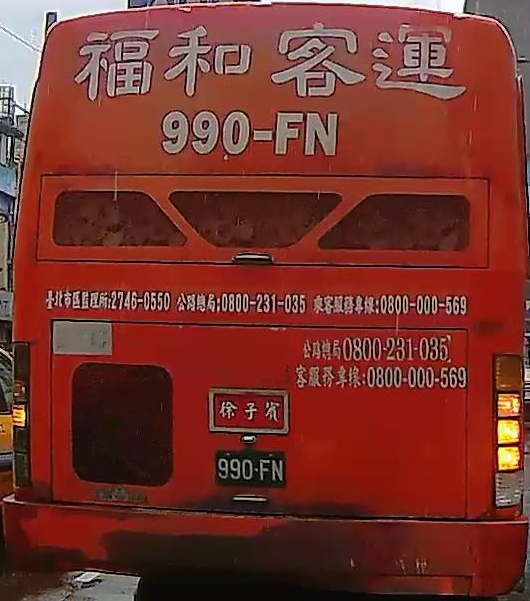 福和客運
990-FN
臺北市區監理所:2746-0550 公路總局:0800-231-035 乘客服務專線:0800-000-569
公路總局0800-231-035
客服務專線:0800-000-569
徐子賓
990-FN